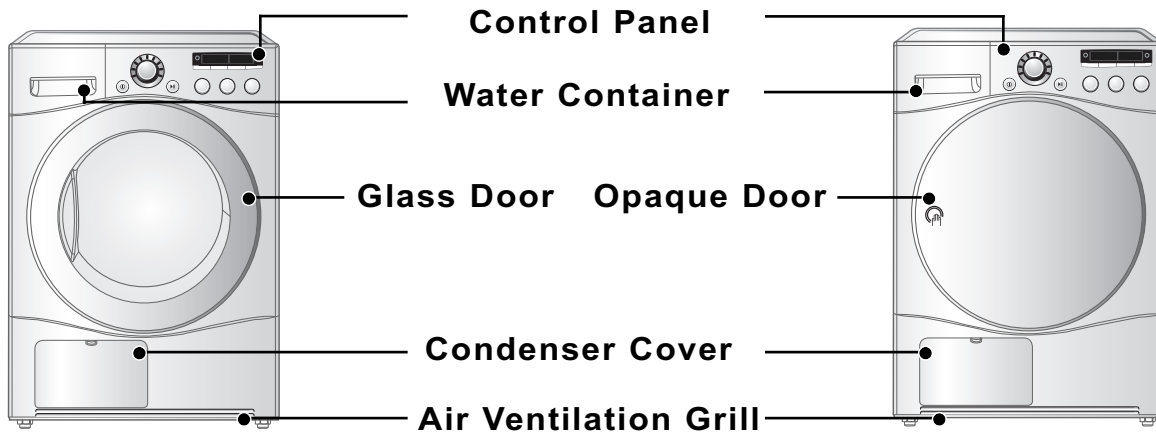 Control Panel
Water Container
Glass Door
Opaque Door
Condenser Cover
Air Ventilation Grill